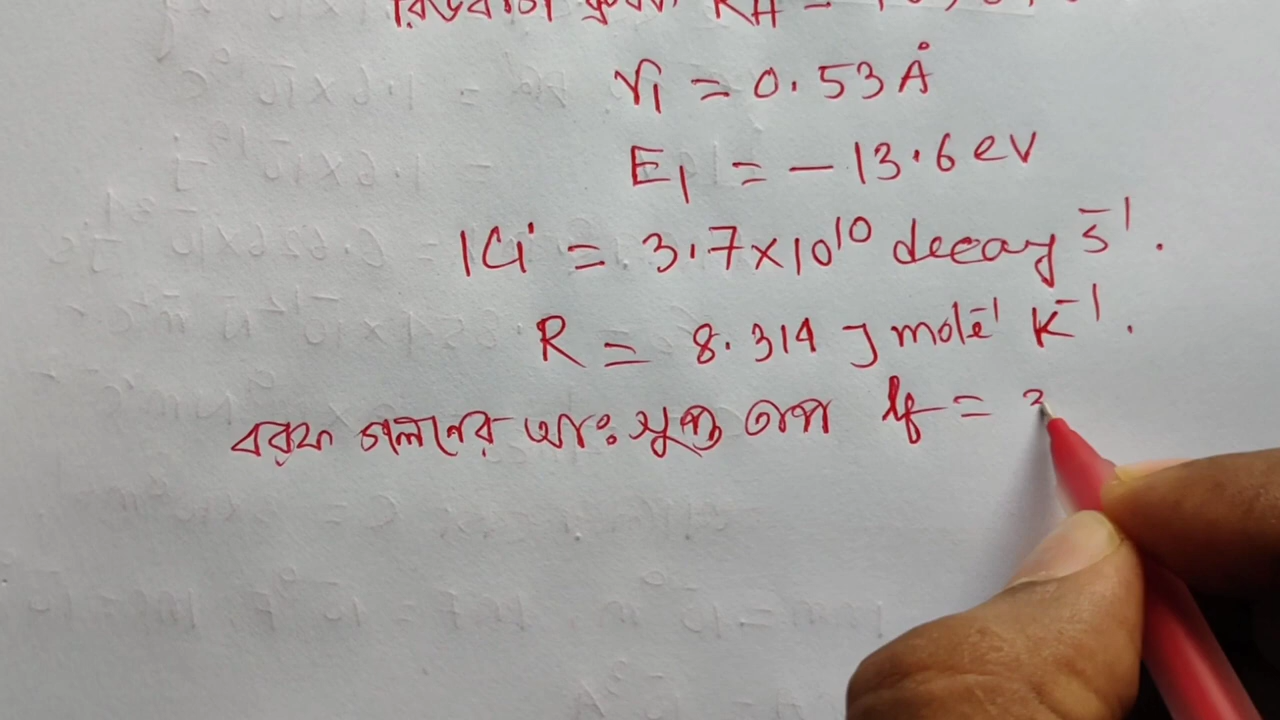 r₁ = 0.53 Å
E₁ = -13.6 ev
1Ci = 3.7×10¹⁰ decay s⁻¹.
R = 8.314 J mole⁻¹ K⁻¹.
বরফ গলনের আঃ সুপ্ত তাপ lf = 3